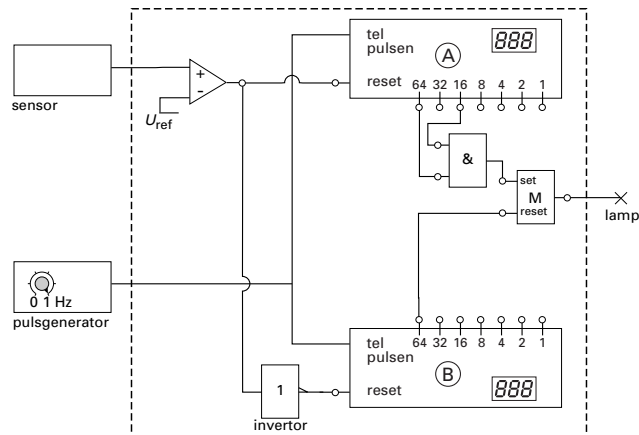 tel
pulsen
A
888
reset
64 32 16 8 4 2 1
sensor
+
-
Uref
&
set
M
reset
lamp
0 1 Hz
pulsgenerator
64 32 16 8 4 2 1
tel
pulsen
B
reset
888
1
invertor